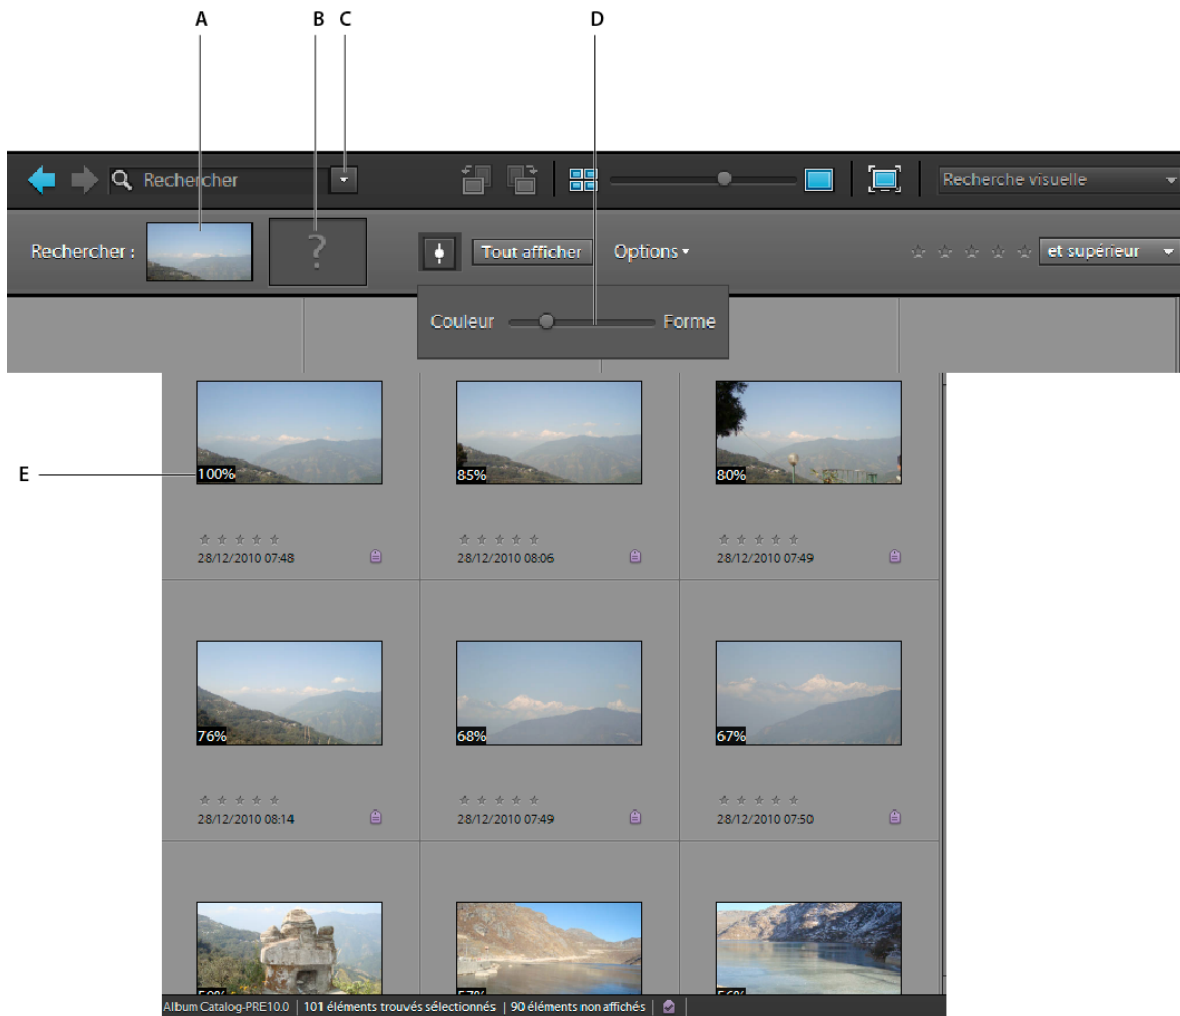 A B C D
Rechercher
Recherche visuelle
Rechercher :
?
Tout afficher
Options
et supérieur
Couleur
Forme
E
100%
85%
80%
28/12/2010 07:48
28/12/2010 08:06
28/12/2010 07:49
76%
68%
67%
28/12/2010 08:14
28/12/2010 07:49
28/12/2010 07:50
57%
56%
Album Catalog-PRE10.0 | 101 éléments trouvés sélectionnés | 90 éléments non affichés